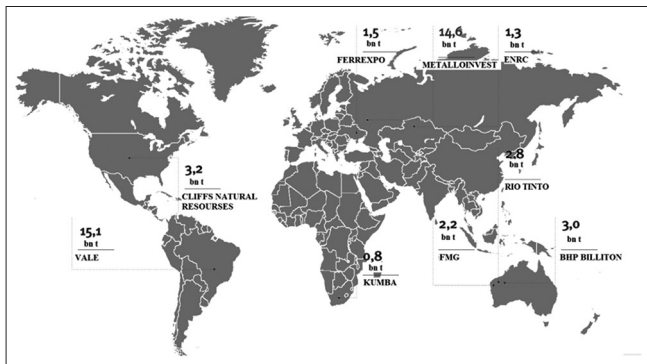 1,5
bn t
FERREXPO
14,6
bn t
METALLOINVEST
1,3
bn t
ENRC
3,2
bn t
CLIFFS NATURAL
RESOURSES
2,8
bn t
RIO TINTO
15,1
bn t
VALE
0,8
bn t
KUMBA
2,2
bn t
FMG
3,0
bn t
BHP BILLITON